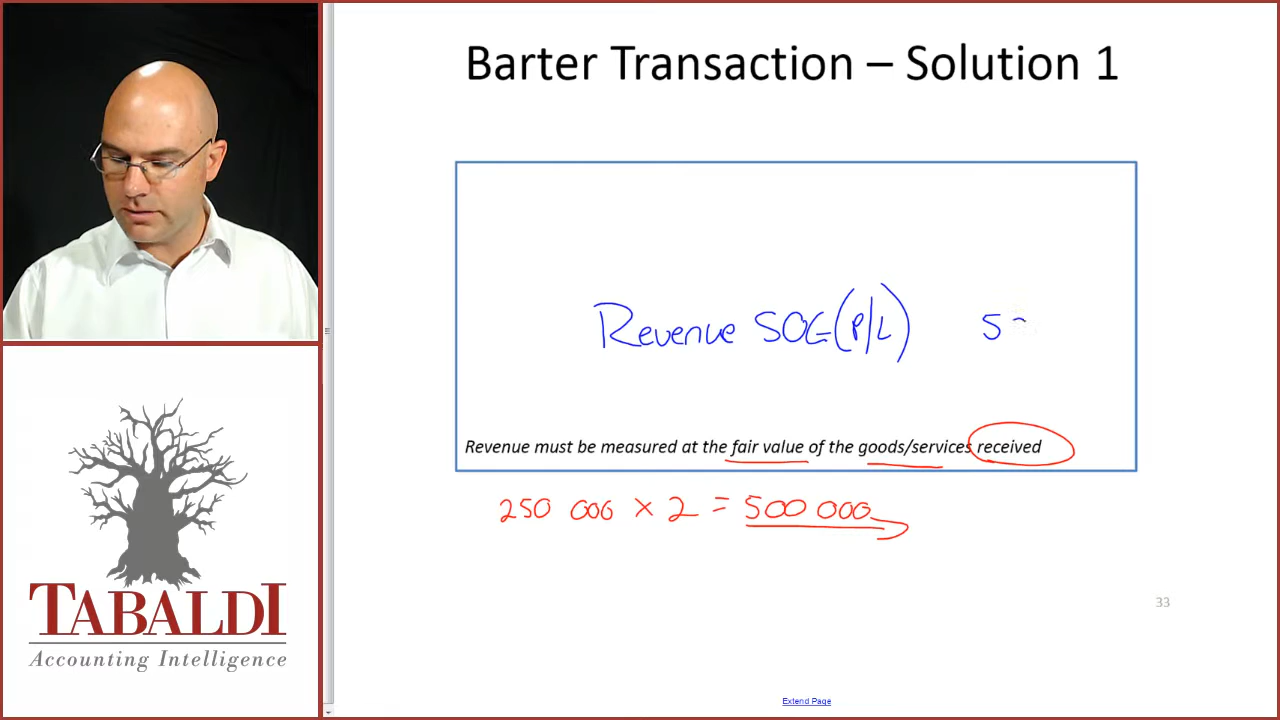 Barter Transaction – Solution 1
Revenue SOCI (P/L) 5
Revenue must be measured at the fair value of the goods/services received
250 000 × 2 = 500 000
33
TABALDI
Accounting Intelligence
Extend Page